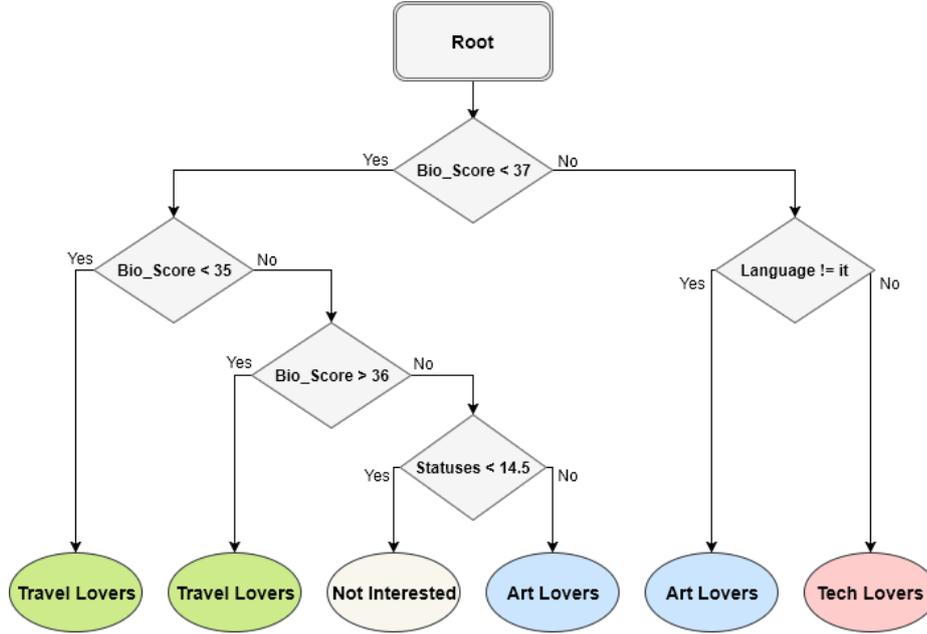 Root
Bio_Score < 37
Yes
No
Bio_Score < 35
Yes
No
Language != it
Yes
No
Bio_Score > 36
Yes
No
Statuses < 14.5
Yes
No
Travel Lovers
Travel Lovers
Not Interested
Art Lovers
Art Lovers
Tech Lovers